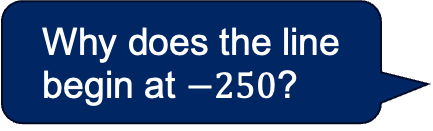 Why does the line
begin at −250?